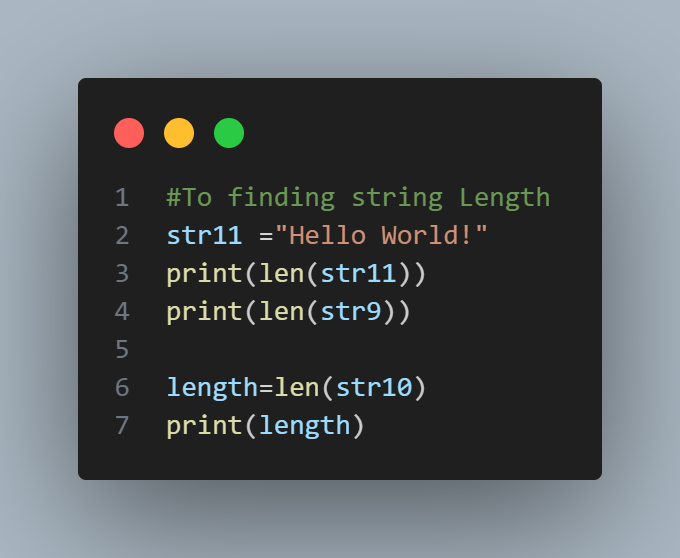 1 #To finding string Length
2 str11 ="Hello World!"
3 print(len(str11))
4 print(len(str9))
5
6 length=len(str10)
7 print(length)